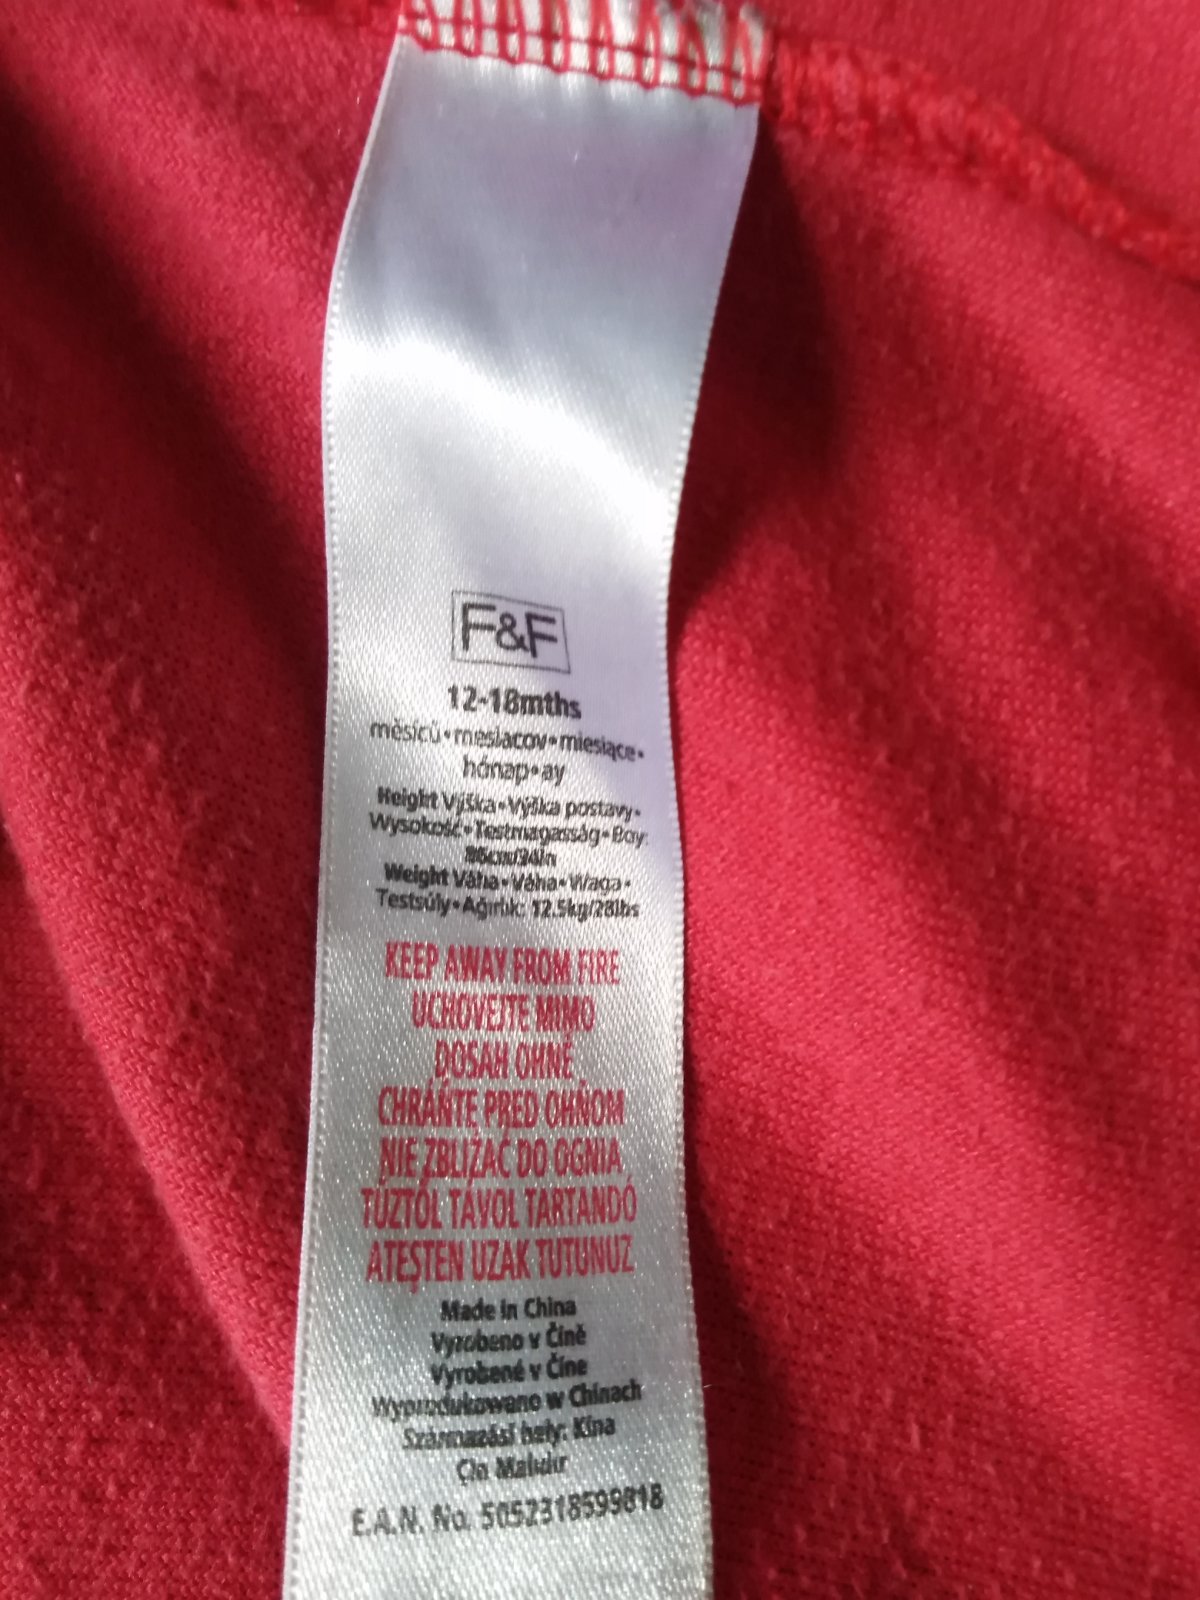 F&F
12-18mths
měsíců•mesiacov•miesiące•
hónap•ay
Height Výška•Výška postavy•
Wysokość•Testmagasság•Boy:
86cm/34in
Weight Váha•Váha•Waga•
Testsúly•Ağırlık: 12.5kg/28lbs
KEEP AWAY FROM FIRE
UCHOVEJTE MIMO
DOSAH OHNĚ
CHRÁŇTE PRED OHŇOM
NIE ZBLIŻAĆ DO OGNIA
TŰZTŐL TÁVOL TARTANDÓ
ATEŞTEN UZAK TUTUNUZ
Made in China
Vyrobeno v Číně
Vyrobené v Číne
Wyprodukowano w Chinach
Származási hely: Kína
Çin Malıdır
E.A.N. No. 5052318599818